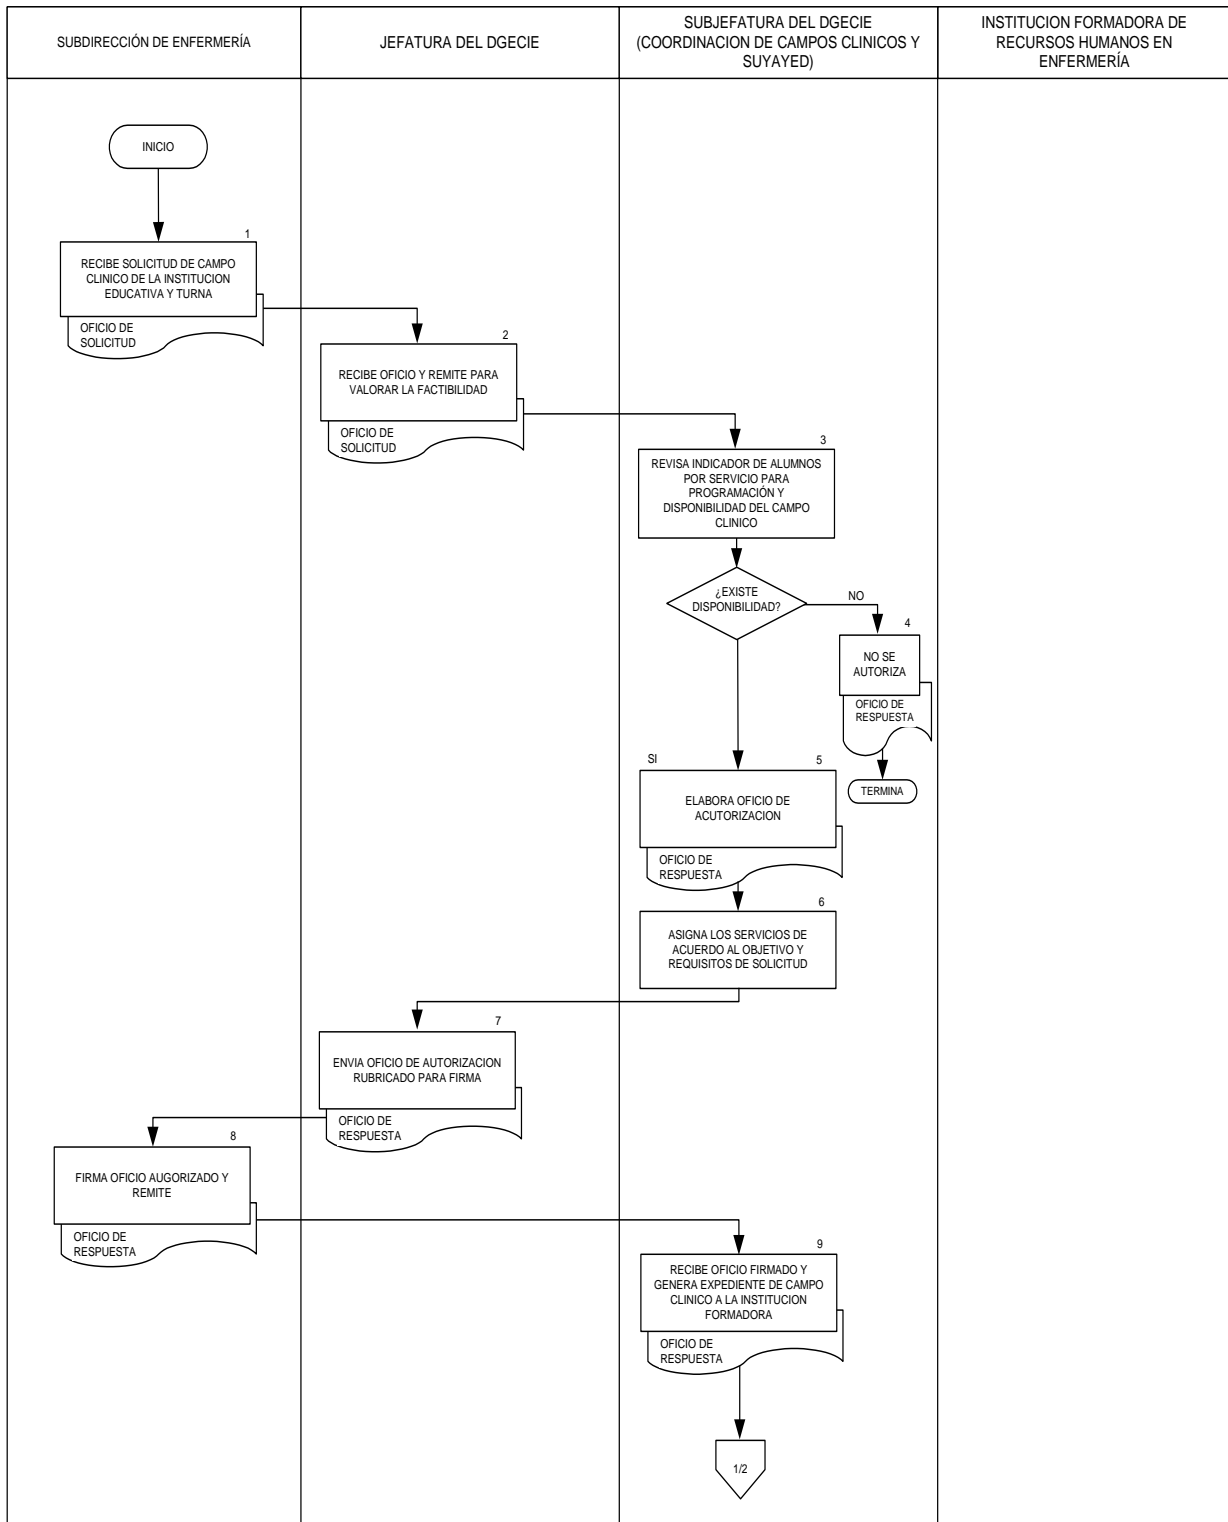 SUBDIRECCIÓN DE ENFERMERÍA
JEFATURA DEL DGECIE
SUBJEFATURA DEL DGECIE
(COORDINACION DE CAMPOS CLINICOS Y
SUYAYED)
INSTITUCION FORMADORA DE
RECURSOS HUMANOS EN
ENFERMERÍA
INICIO
1
RECIBE SOLICITUD DE CAMPO
CLINICO DE LA INSTITUCION
EDUCATIVA Y TURNA
OFICIO DE
SOLICITUD
2
RECIBE OFICIO Y REMITE PARA
VALORAR LA FACTIBILIDAD
OFICIO DE
SOLICITUD
3
REVISA INDICADOR DE ALUMNOS
POR SERVICIO PARA
PROGRAMACIÓN Y
DISPONIBILIDAD DEL CAMPO
CLINICO
¿EXISTE
DISPONIBILIDAD?
NO
4
NO SE
AUTORIZA
OFICIO DE
RESPUESTA
TERMINA
SI
5
ELABORA OFICIO DE
ACUTORIZACION
OFICIO DE
RESPUESTA
6
ASIGNA LOS SERVICIOS DE
ACUERDO AL OBJETIVO Y
REQUISITOS DE SOLICITUD
7
ENVIA OFICIO DE AUTORIZACION
RUBRICADO PARA FIRMA
OFICIO DE
RESPUESTA
8
FIRMA OFICIO AUGORIZADO Y
REMITE
OFICIO DE
RESPUESTA
9
RECIBE OFICIO FIRMADO Y
GENERA EXPEDIENTE DE CAMPO
CLINICO A LA INSTITUCION
FORMADORA
OFICIO DE
RESPUESTA
1/2